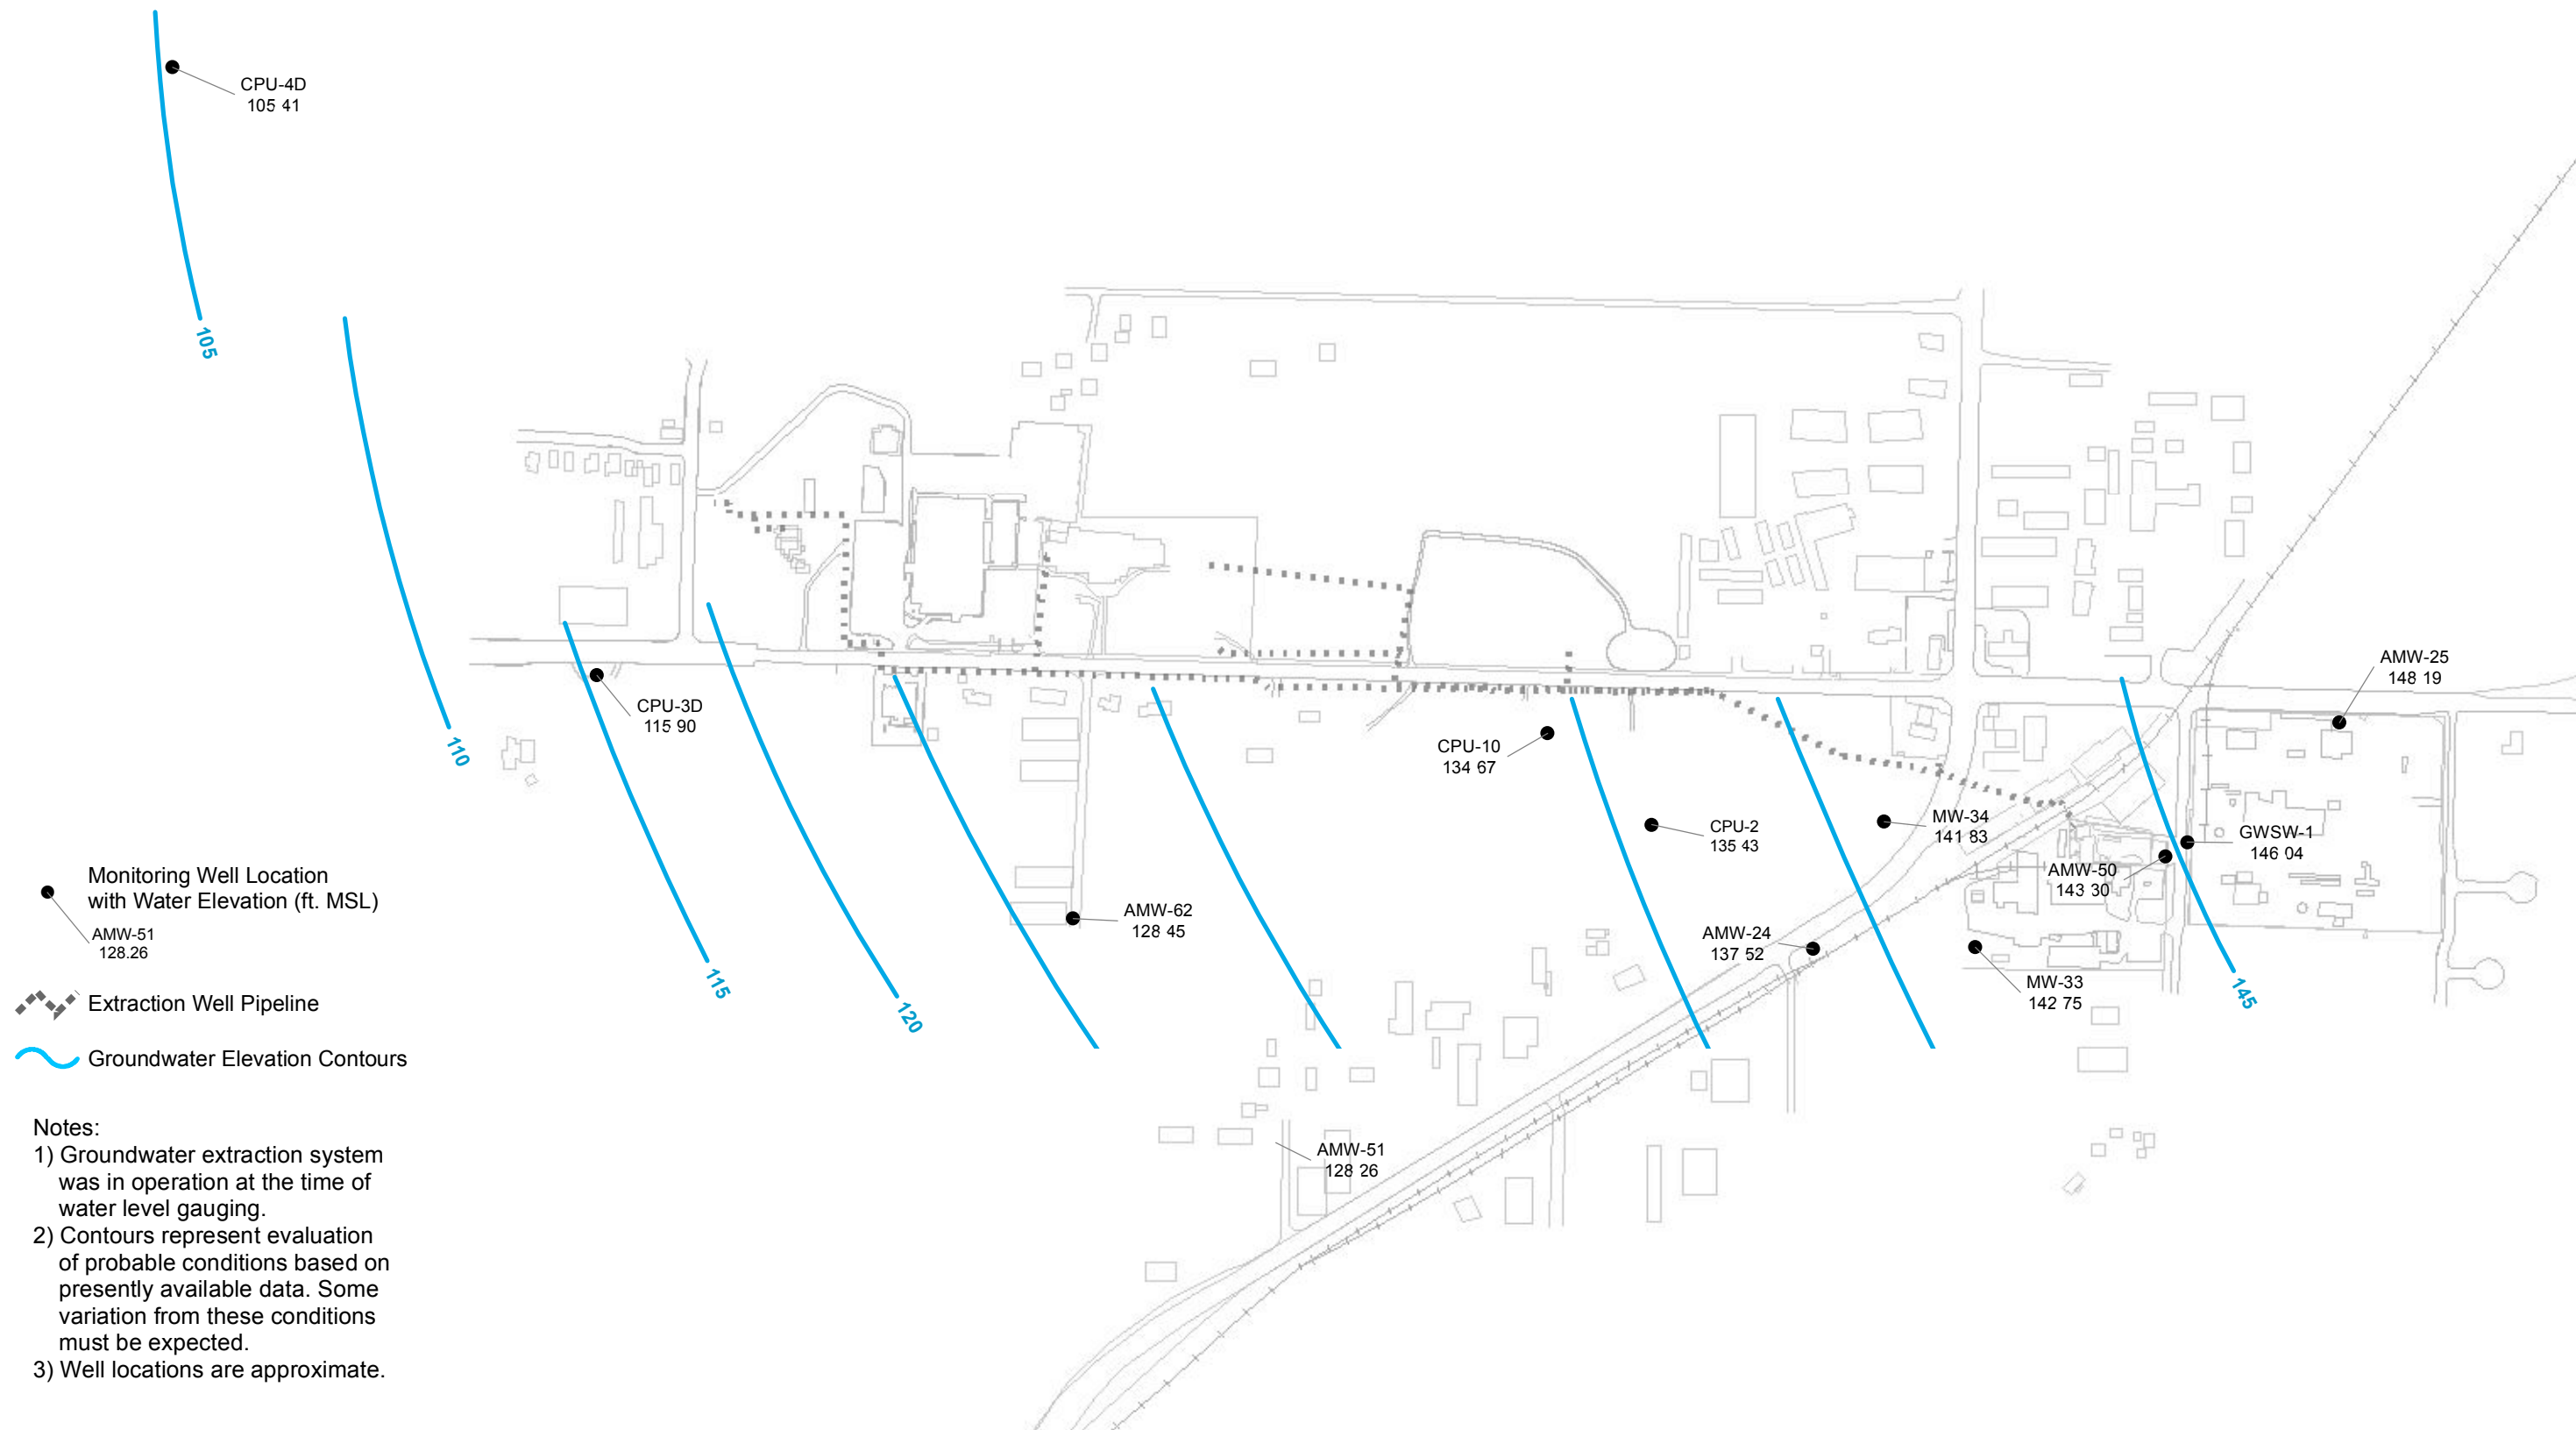 CPU-4D
105 41
105
110
CPU-3D
115 90
115
120
AMW-62
128 45
AMW-51
128 26
CPU-10
134 67
CPU-2
135 43
AMW-24
137 52
MW-34
141 83
MW-33
142 75
AMW-50
143 30
GWSW-1
146 04
AMW-25
148 19
145
Monitoring Well Location
with Water Elevation (ft. MSL)
AMW-51
128.26
Extraction Well Pipeline
Groundwater Elevation Contours
Notes:
1) Groundwater extraction system
was in operation at the time of
water level gauging.
2) Contours represent evaluation
of probable conditions based on
presently available data. Some
variation from these conditions
must be expected.
3) Well locations are approximate.